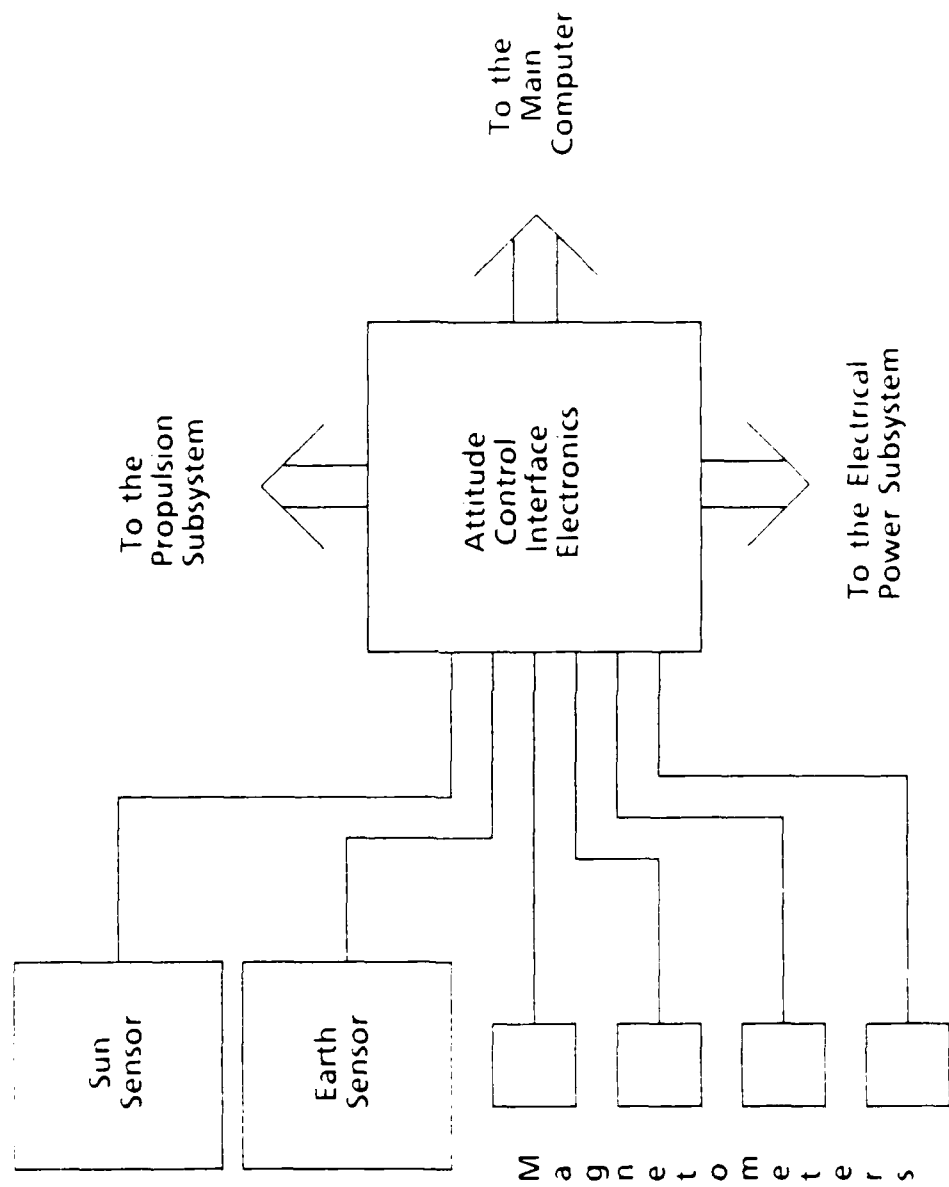 Sun
Sensor
Earth
Sensor
Magnetometers
Attitude
Control
Interface
Electronics
To the
Propulsion
Subsystem
To the
Main
Computer
To the Electrical
Power Subsystem